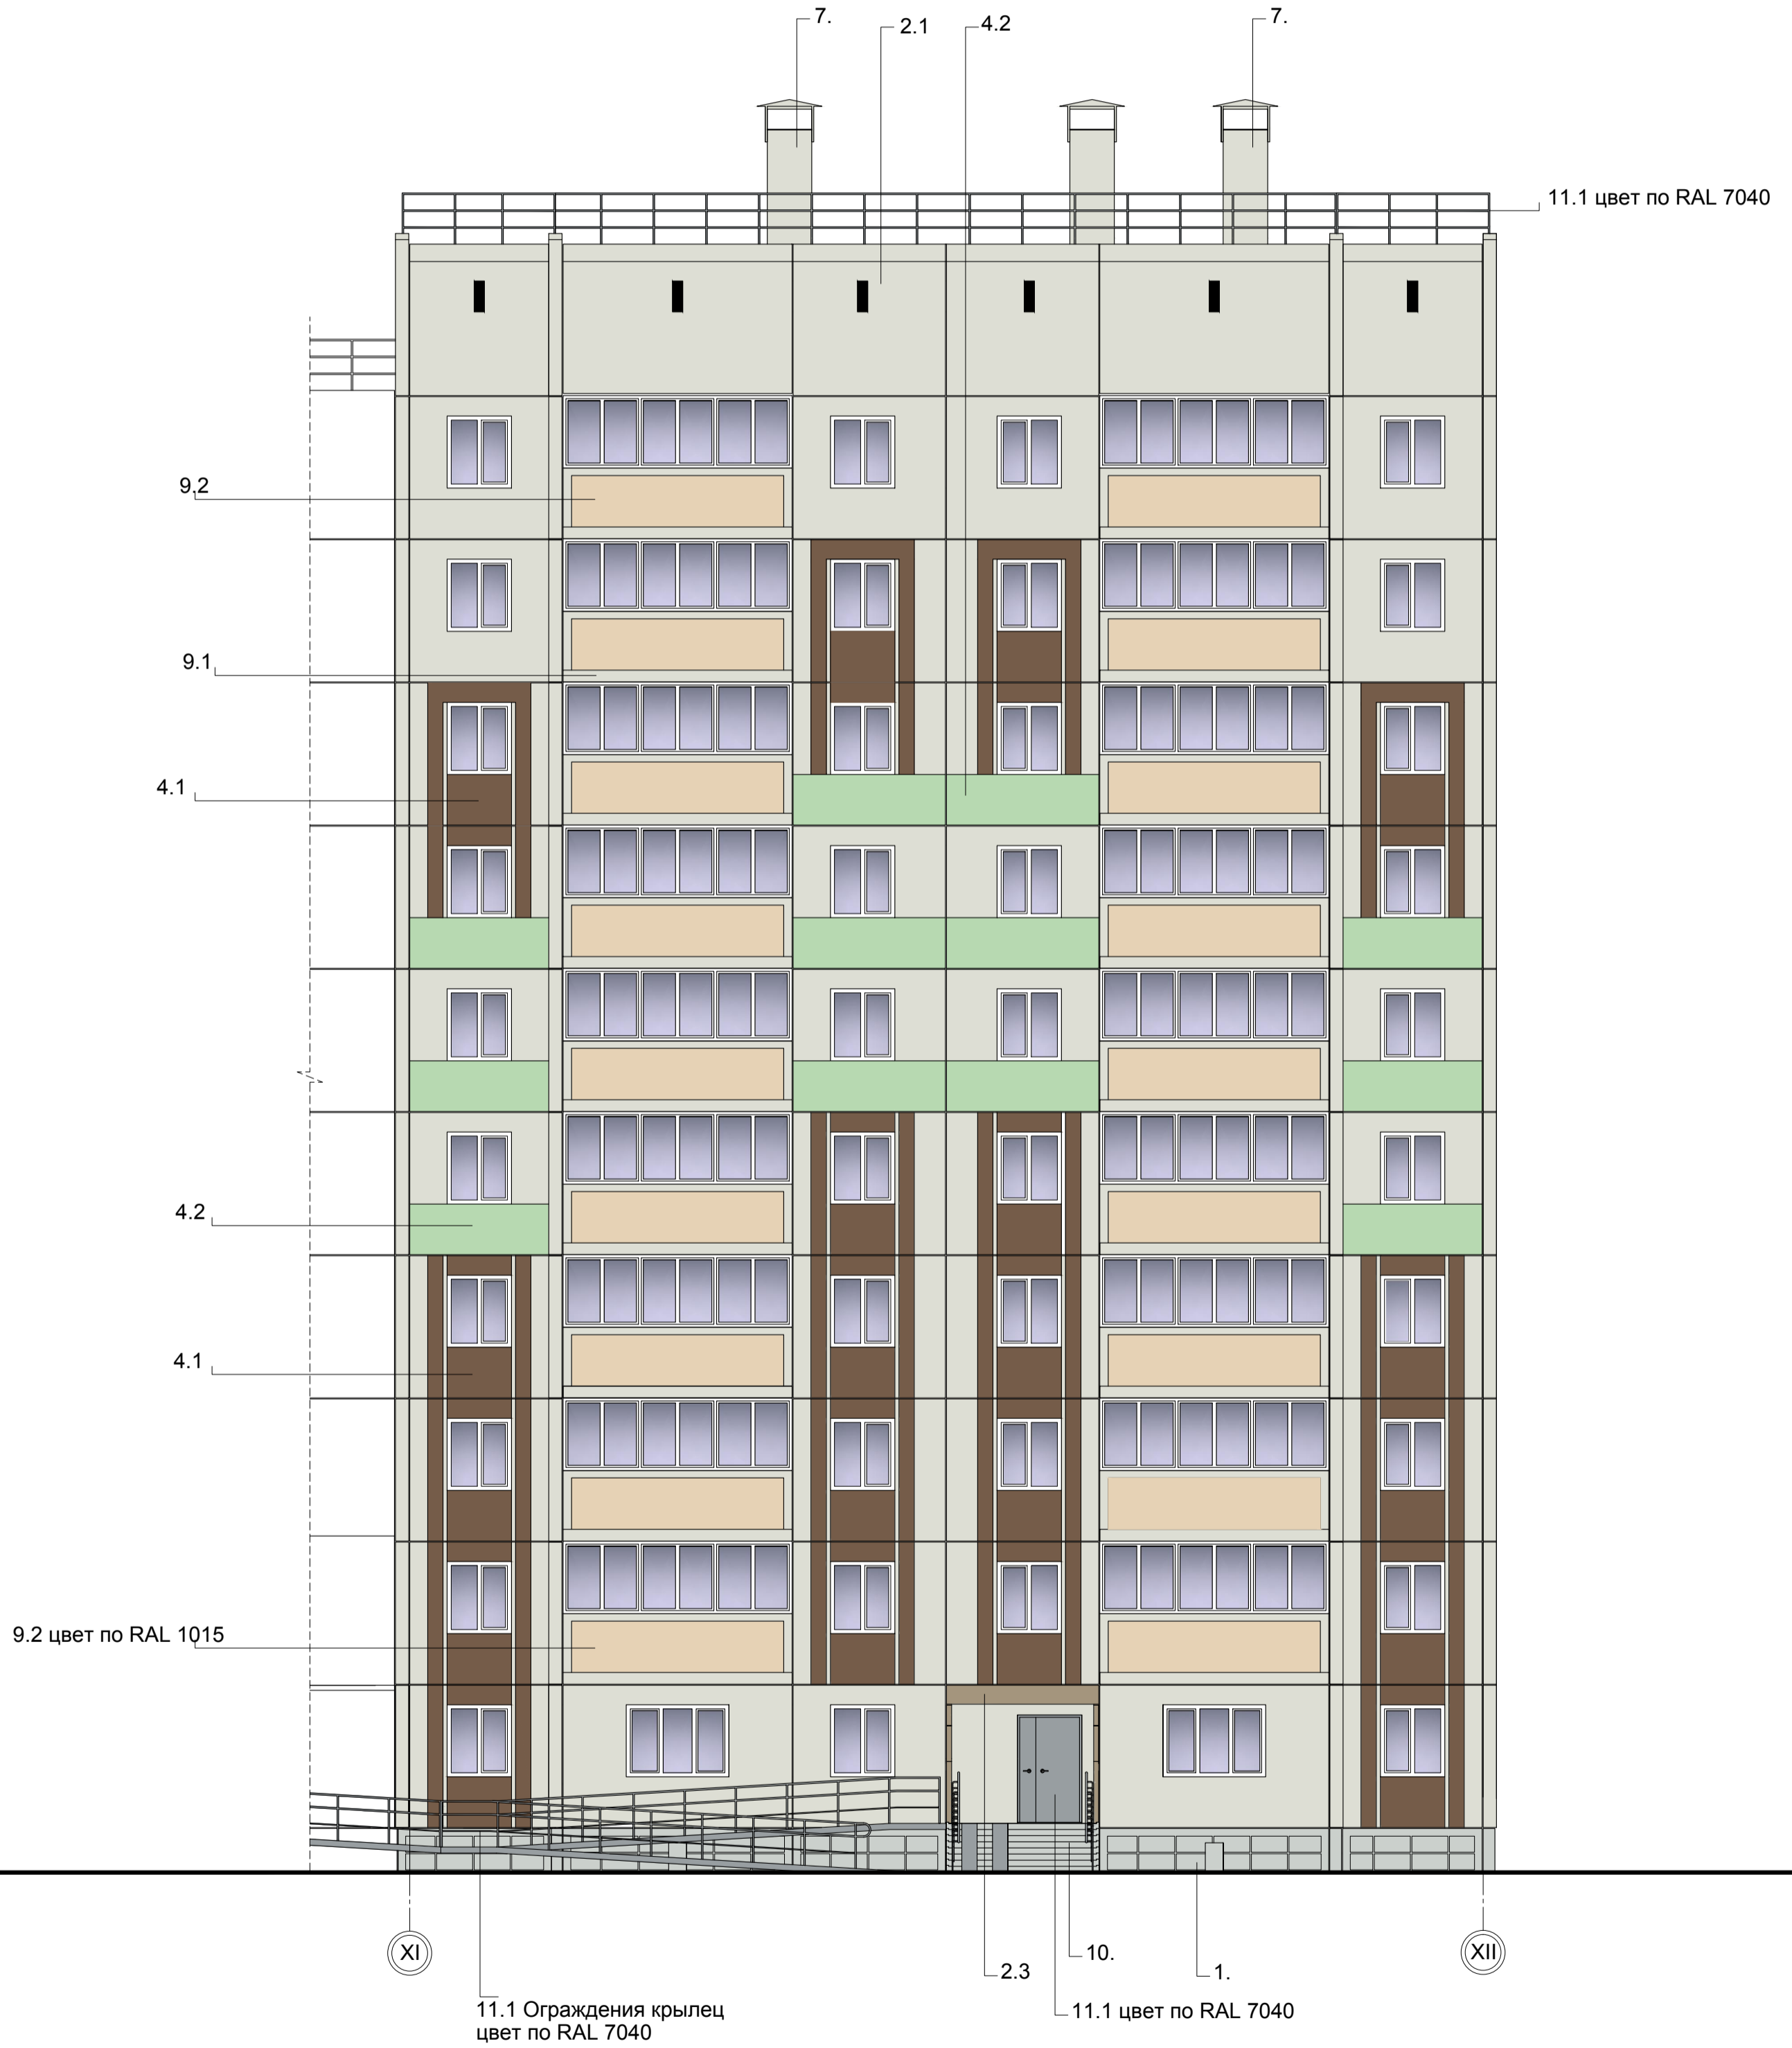 7.
2.1
4.2
7.
11.1 цвет по RAL 7040
9.2
9.1
4.1
4.2
4.1
9.2 цвет по RAL 1015
XI
XII
10.
2.3
1.
11.1 Ограждения крылец
цвет по RAL 7040
11.1 цвет по RAL 7040